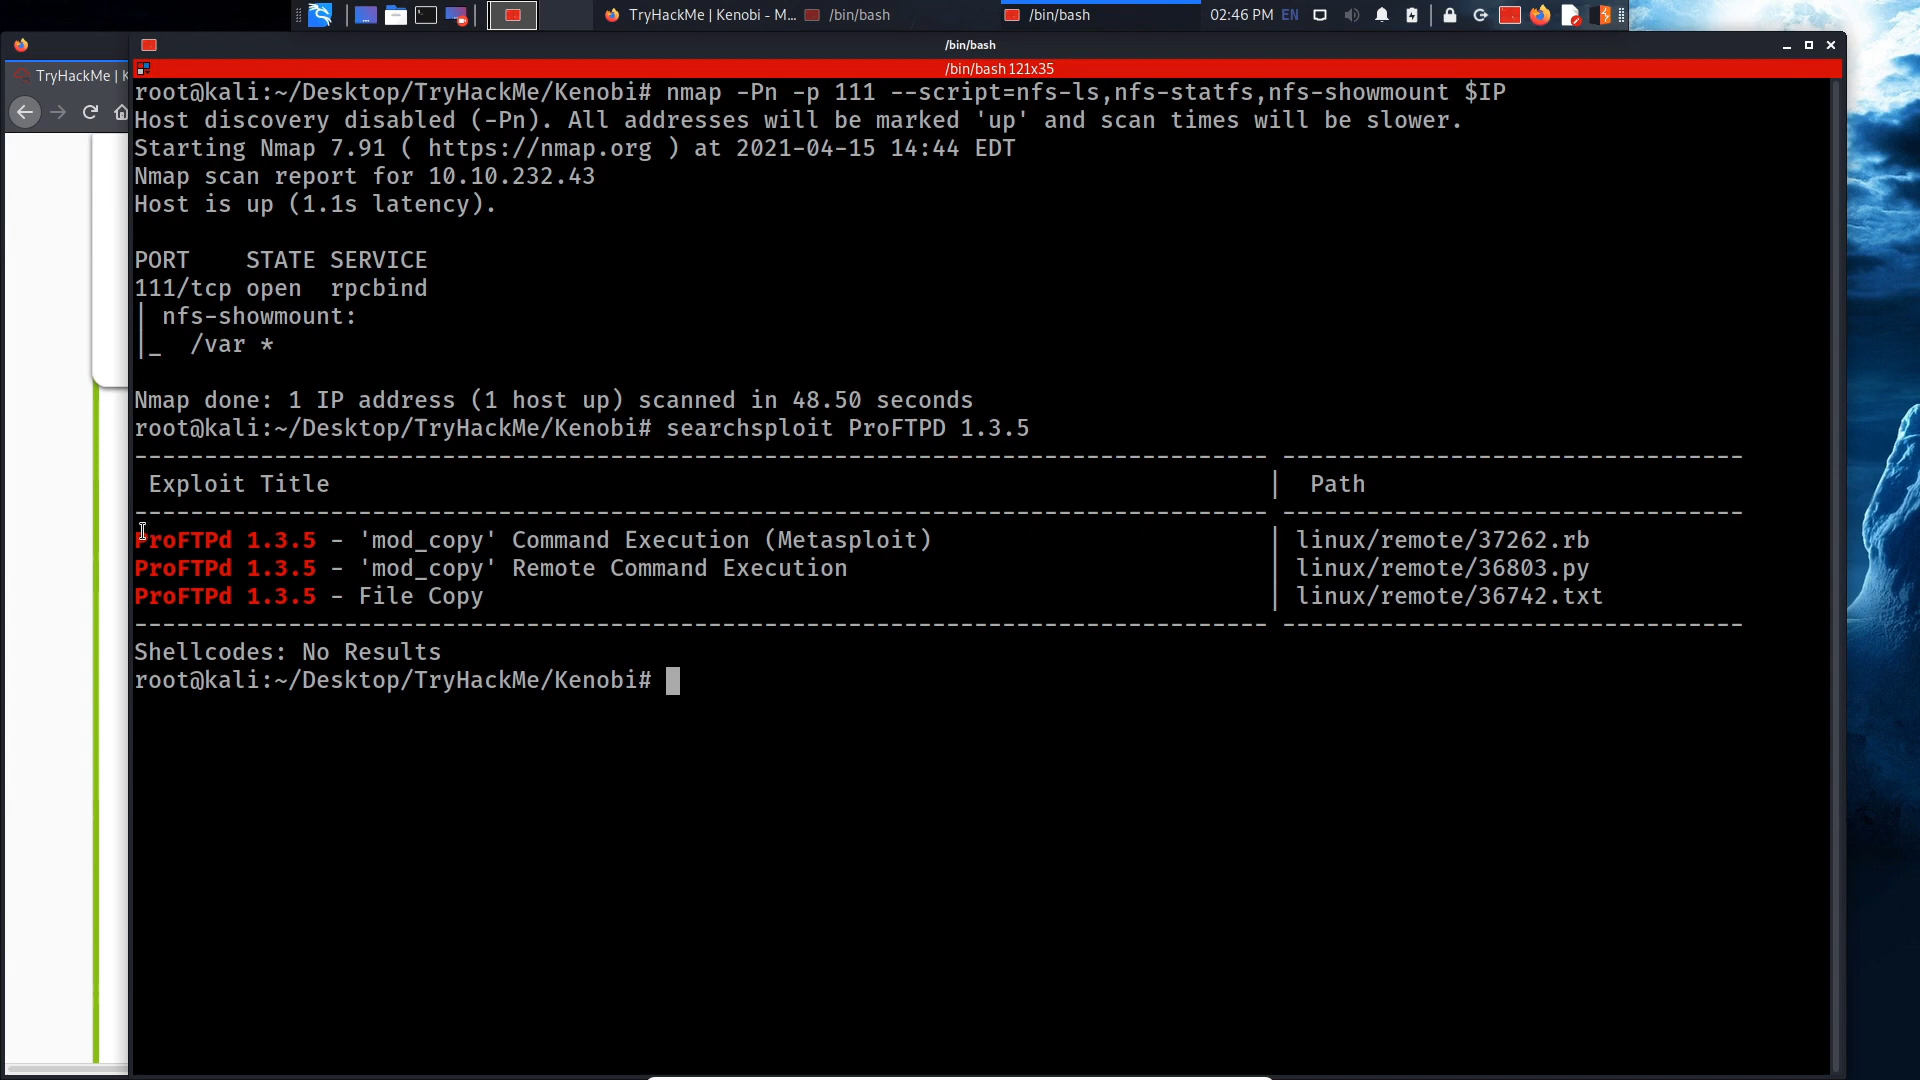 TryHackMe | Kenobi - M... /bin/bash /bin/bash 02:46 PM EN
/bin/bash
/bin/bash 121x35
TryHackMe | K
root@kali:~/Desktop/TryHackMe/Kenobi# nmap -Pn -p 111 --script=nfs-ls,nfs-statfs,nfs-showmount $IP
Host discovery disabled (-Pn). All addresses will be marked 'up' and scan times will be slower.
Starting Nmap 7.91 ( https://nmap.org ) at 2021-04-15 14:44 EDT
Nmap scan report for 10.10.232.43
Host is up (1.1s latency).
PORT    STATE SERVICE
111/tcp open  rpcbind
| nfs-showmount:
|_  /var *
Nmap done: 1 IP address (1 host up) scanned in 48.50 seconds
root@kali:~/Desktop/TryHackMe/Kenobi# searchsploit ProFTPD 1.3.5
--------------------------------------------------------------------------------- ---------------------------------
Exploit Title | Path
--------------------------------------------------------------------------------- ---------------------------------
ProFTPd 1.3.5 - 'mod_copy' Command Execution (Metasploit) | linux/remote/37262.rb
ProFTPd 1.3.5 - 'mod_copy' Remote Command Execution | linux/remote/36803.py
ProFTPd 1.3.5 - File Copy | linux/remote/36742.txt
--------------------------------------------------------------------------------- ---------------------------------
Shellcodes: No Results
root@kali:~/Desktop/TryHackMe/Kenobi#